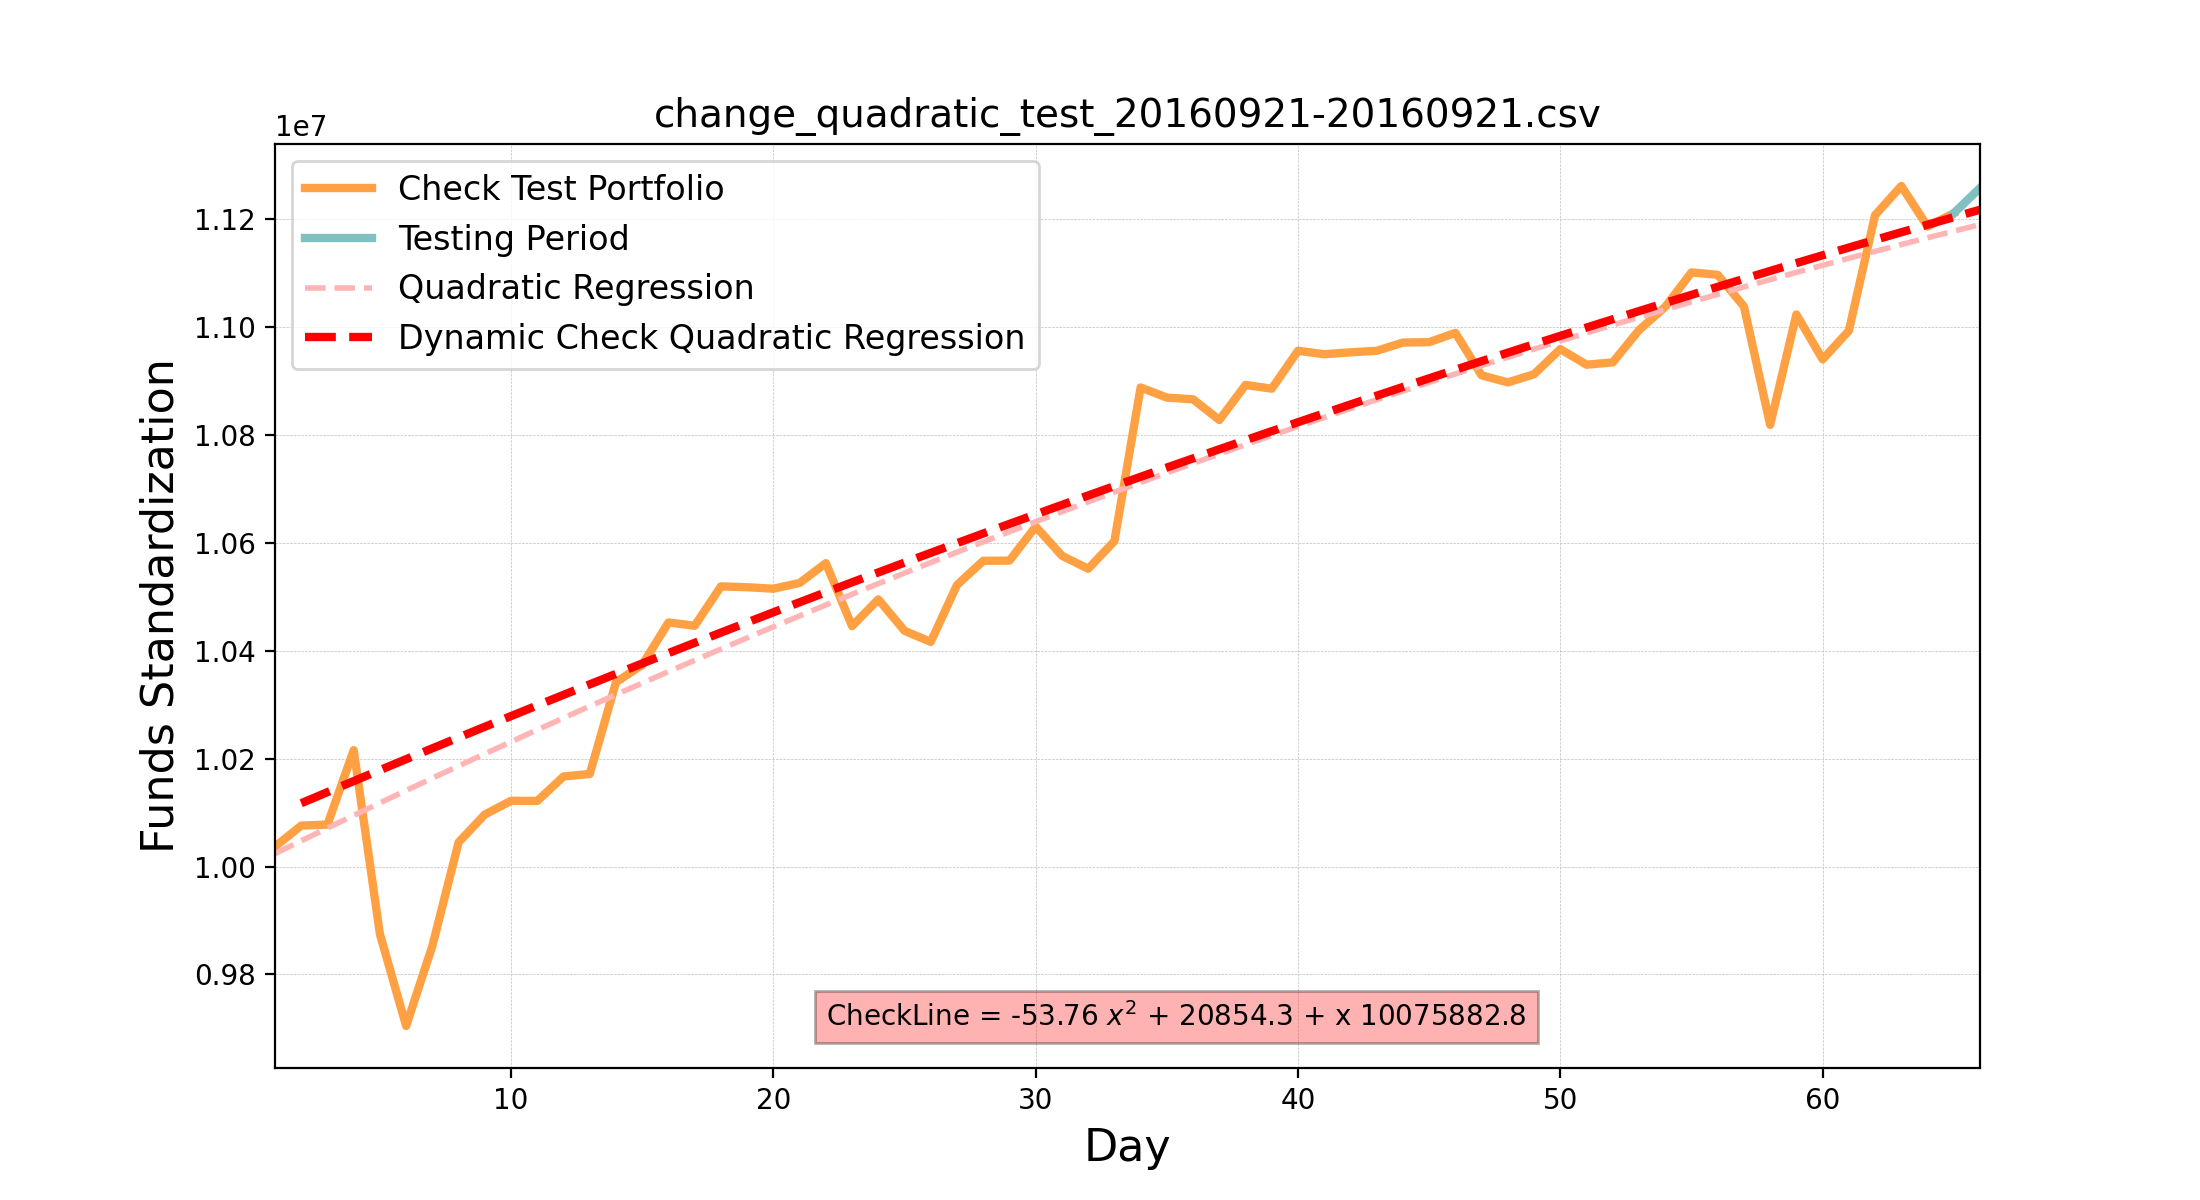 change_quadratic_test_20160921-20160921.csv
1e7
Check Test Portfolio
Testing Period
Quadratic Regression
Dynamic Check Quadratic Regression
Funds Standardization
1.12
1.10
1.08
1.06
1.04
1.02
1.00
0.98
CheckLine = -53.76 x² + 20854.3 + x 10075882.8
10 20 30 40 50 60
Day